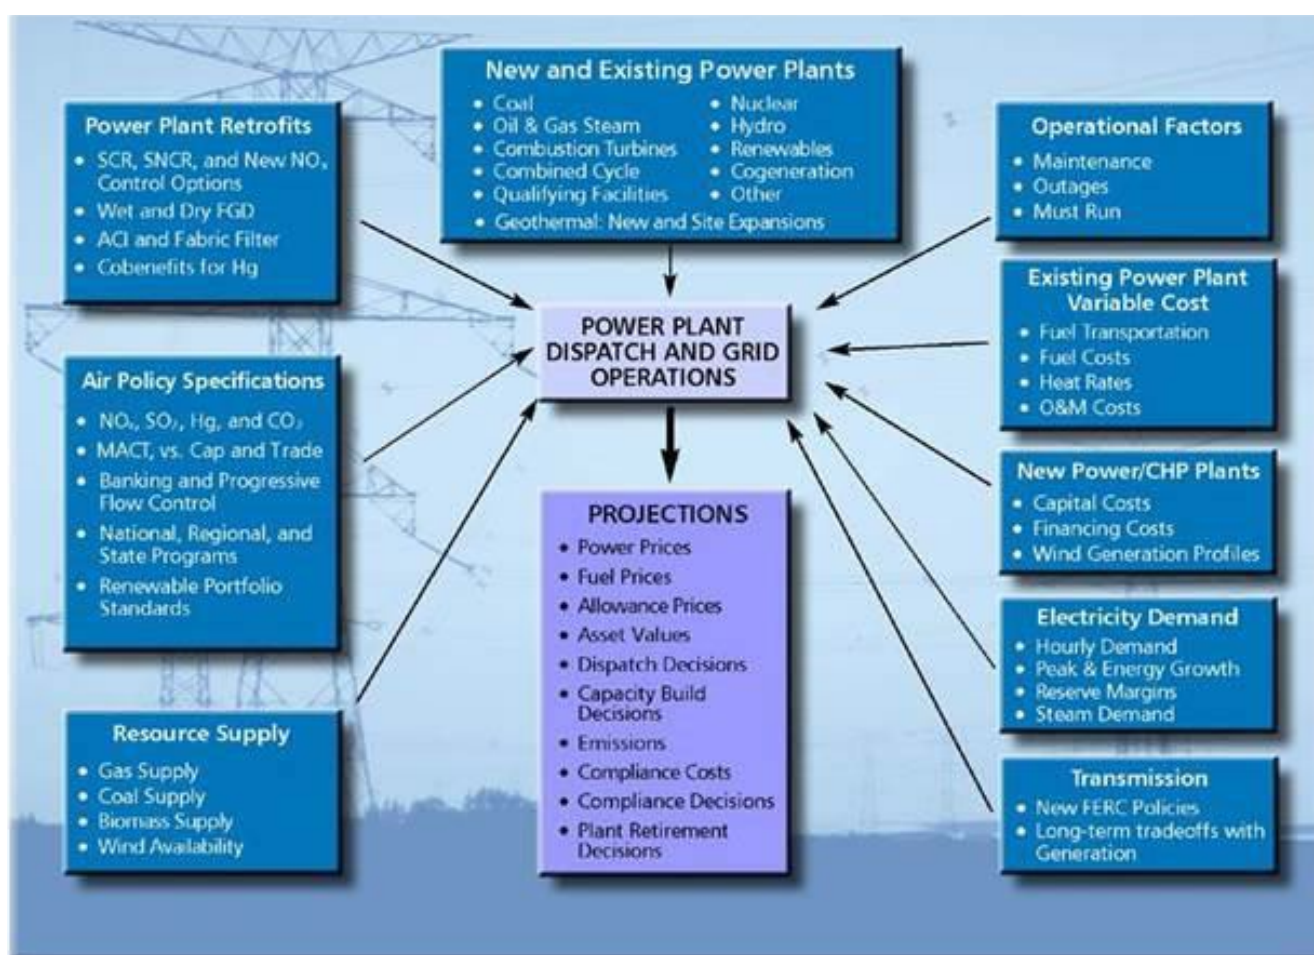 New and Existing Power Plants
• Coal
• Oil & Gas Steam
• Combustion Turbines
• Combined Cycle
• Qualifying Facilities
• Nuclear
• Hydro
• Renewables
• Cogeneration
• Other
• Geothermal: New and Site Expansions
Power Plant Retrofits
• SCR, SNCR, and New NOₓ
Control Options
• Wet and Dry FGD
• ACI and Fabric Filter
• Cobenefits for Hg
Air Policy Specifications
• NOₓ, SO₂, Hg, and CO₂
• MACT, vs. Cap and Trade
• Banking and Progressive
Flow Control
• National, Regional, and
State Programs
• Renewable Portfolio
Standards
Resource Supply
• Gas Supply
• Coal Supply
• Biomass Supply
• Wind Availability
POWER PLANT
DISPATCH AND GRID
OPERATIONS
PROJECTIONS
• Power Prices
• Fuel Prices
• Allowance Prices
• Asset Values
• Dispatch Decisions
• Capacity Build
Decisions
• Emissions
• Compliance Costs
• Compliance Decisions
• Plant Retirement
Decisions
Operational Factors
• Maintenance
• Outages
• Must Run
Existing Power Plant
Variable Cost
• Fuel Transportation
• Fuel Costs
• Heat Rates
• O&M Costs
New Power/CHP Plants
• Capital Costs
• Financing Costs
• Wind Generation Profiles
Electricity Demand
• Hourly Demand
• Peak & Energy Growth
• Reserve Margins
• Steam Demand
Transmission
• New FERC Policies
• Long-term tradeoffs with
Generation